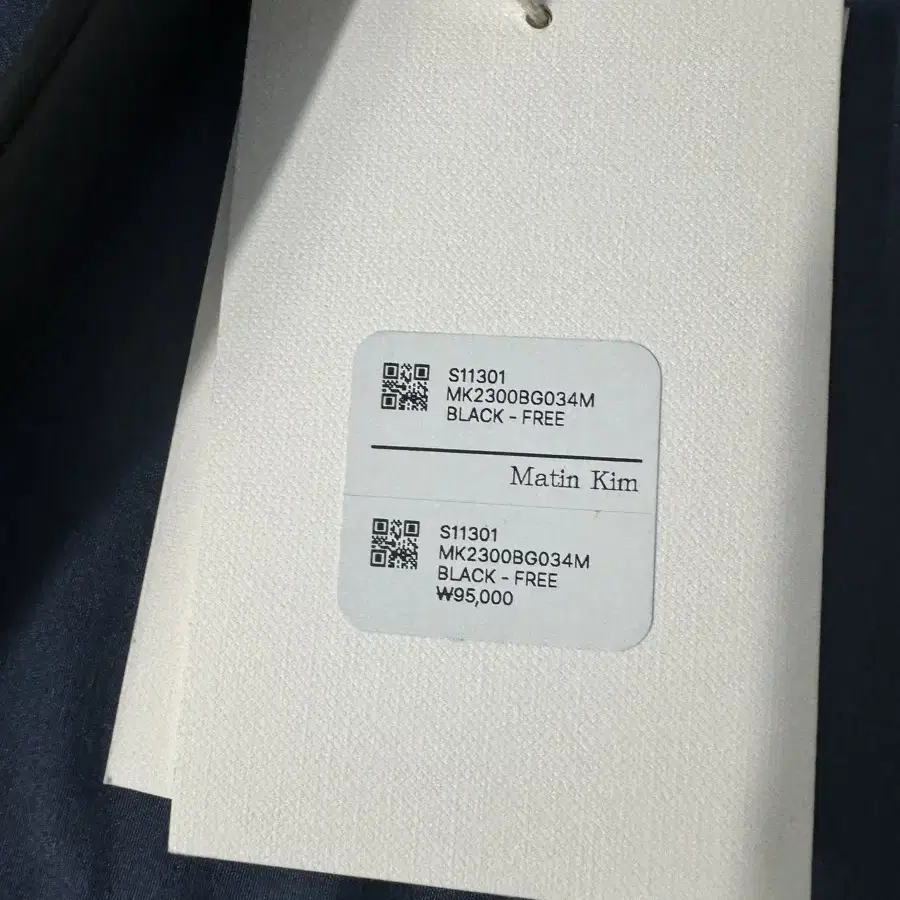 S11301
MK2300BG034M
BLACK - FREE
Matin Kim
S11301
MK2300BG034M
BLACK - FREE
₩95,000